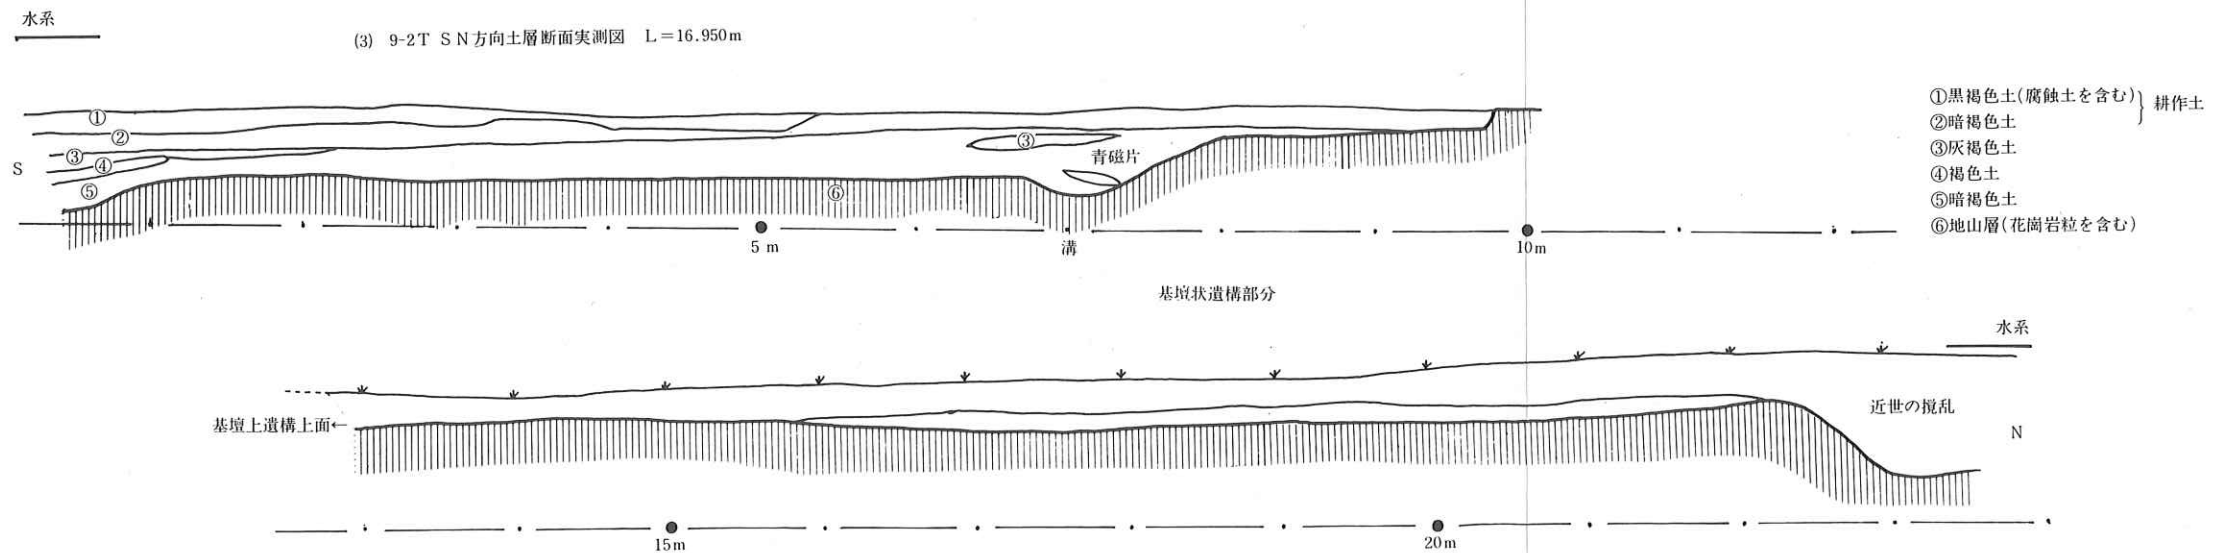 水系
(3) 9-2T SN方向土層断面実測図 L=16.950m
①
②
③
④
⑤
S
⑥
③
青磁片
5m
溝
10m
①黒褐色土(腐蝕土を含む)
②暗褐色土
耕作土
③灰褐色土
④褐色土
⑤暗褐色土
⑥地山層(花崗岩粒を含む)
基壇状遺構部分
水系
基壇上遺構上面←
近世の撹乱
N
15m
20m